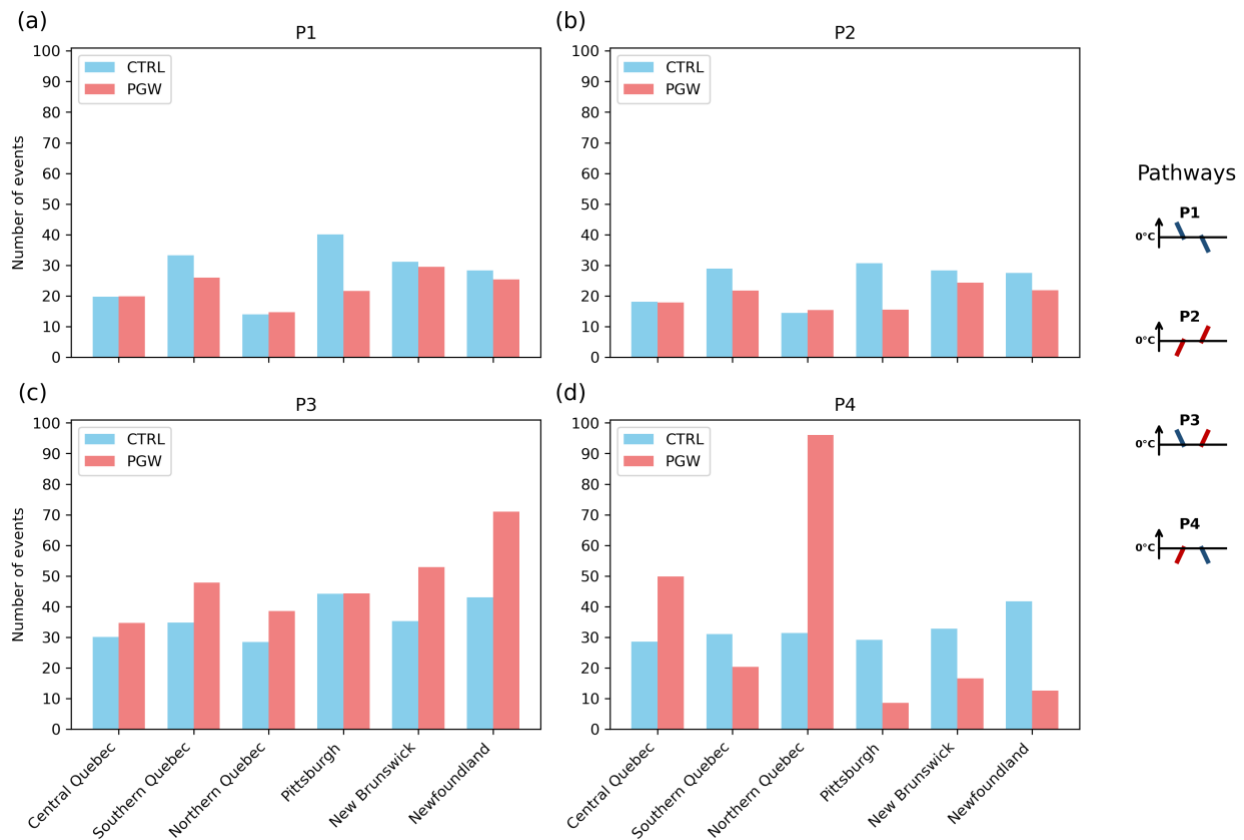 (a)
P1
100
90
80
70
60
50
40
30
20
10
0
Number of events
CTRL
PGW
(b)
P2
100
90
80
70
60
50
40
30
20
10
0
CTRL
PGW
(c)
P3
100
90
80
70
60
50
40
30
20
10
0
Number of events
CTRL
PGW
Central Quebec
Southern Quebec
Northern Quebec
Pittsburgh
New Brunswick
Newfoundland
(d)
P4
100
90
80
70
60
50
40
30
20
10
0
CTRL
PGW
Central Quebec
Southern Quebec
Northern Quebec
Pittsburgh
New Brunswick
Newfoundland
Pathways
P1
0°C
P2
0°C
P3
0°C
P4
0°C